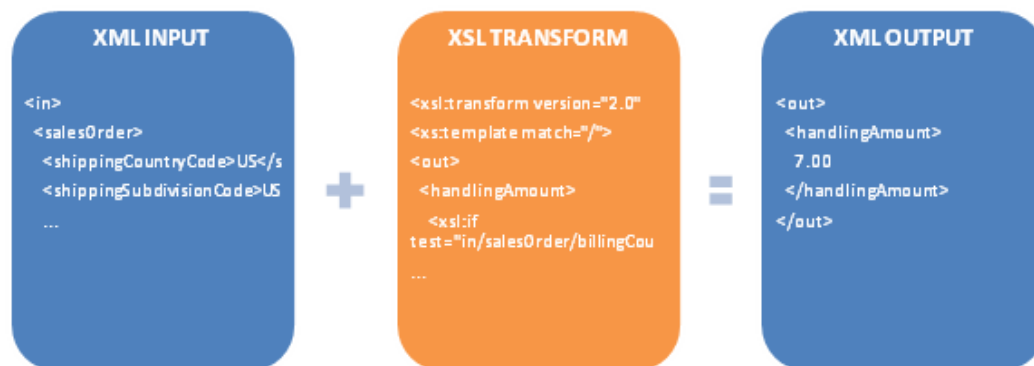 XML INPUT
<in>
<salesOrder>
<shippingCountryCode>US</s
<shippingSubdivisionCode>US
...
+
XSL TRANSFORM
<xsl:transform version="2.0"
<xs:template match="/">
<out>
<handlingAmount>
<xsl:if
test="in/salesOrder/billingCou
...
=
XML OUTPUT
<out>
<handlingAmount>
7.00
</handlingAmount>
</out>